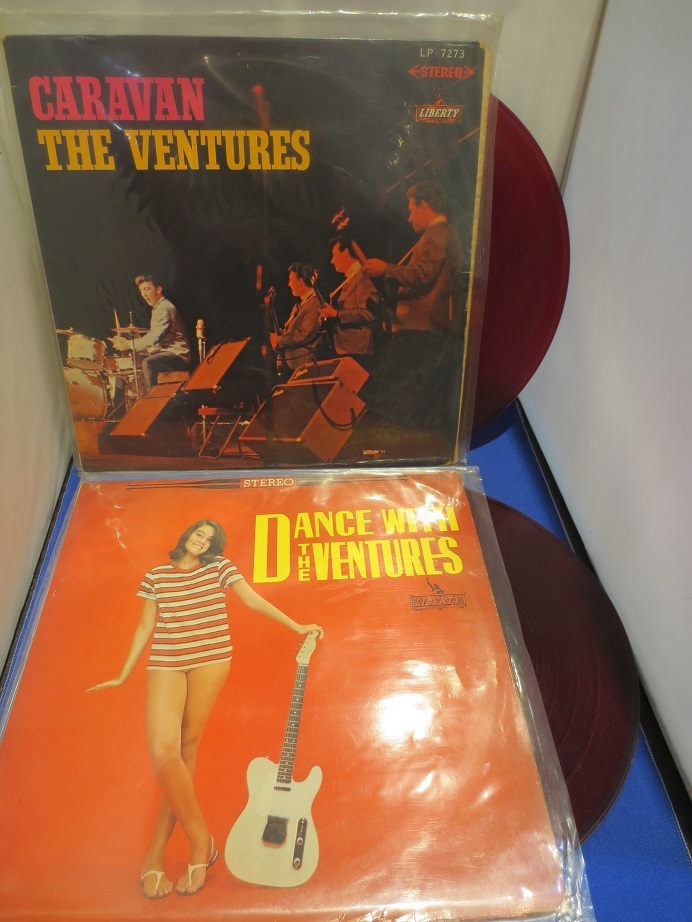 LP 7273
STEREO
LIBERTY
CARAVAN
THE VENTURES
STEREO
DANCE WITH
THE VENTURES
LIBERTY